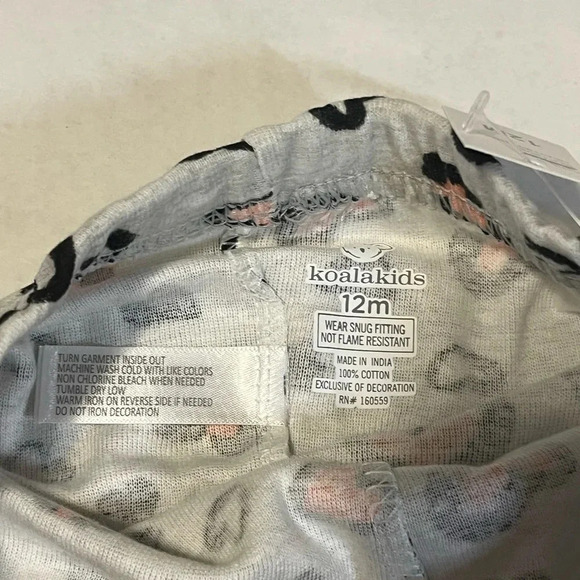 koalakids
12m
WEAR SNUG FITTING
NOT FLAME RESISTANT
MADE IN INDIA
100% COTTON
EXCLUSIVE OF DECORATION
RN# 160559
TURN GARMENT INSIDE OUT
MACHINE WASH COLD WITH LIKE COLORS
NON CHLORINE BLEACH WHEN NEEDED
TUMBLE DRY LOW
WARM IRON ON REVERSE SIDE IF NEEDED
DO NOT IRON DECORATION